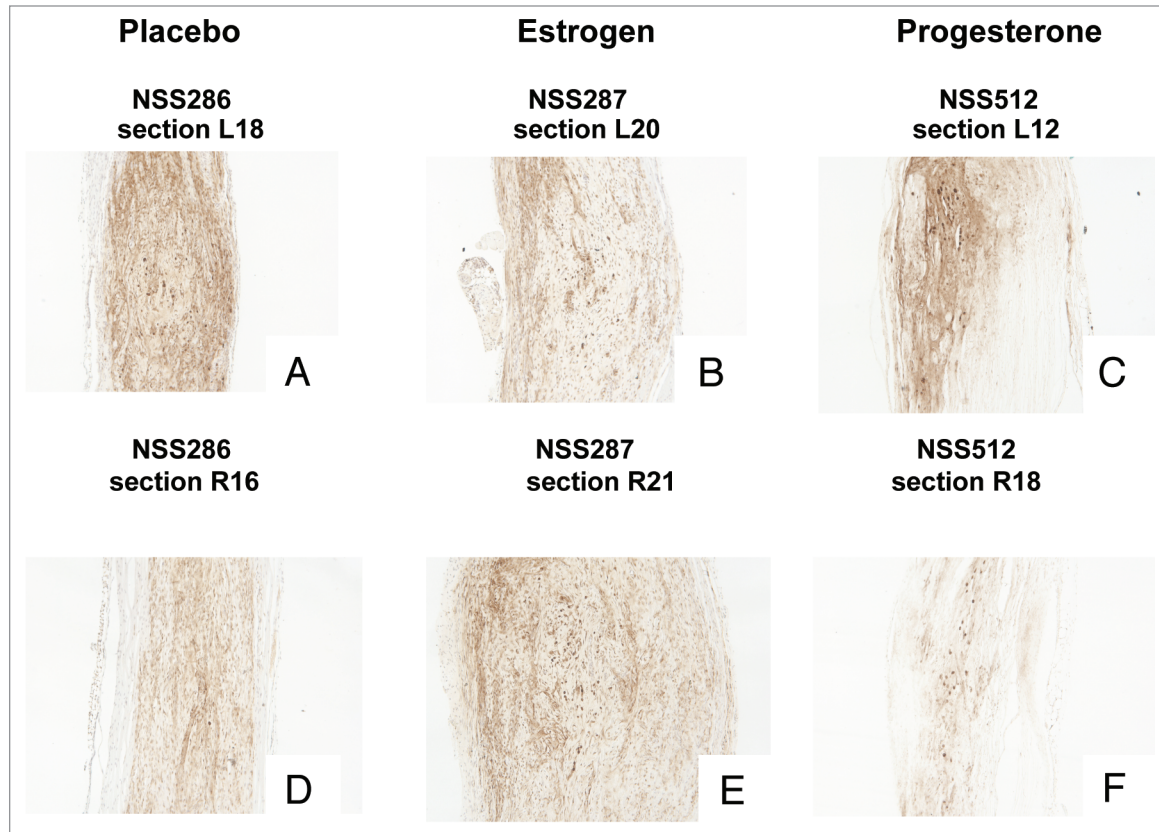 Placebo
Estrogen
Progesterone
NSS286
section L18
NSS287
section L20
NSS512
section L12
A
B
C
NSS286
section R16
NSS287
section R21
NSS512
section R18
D
E
F